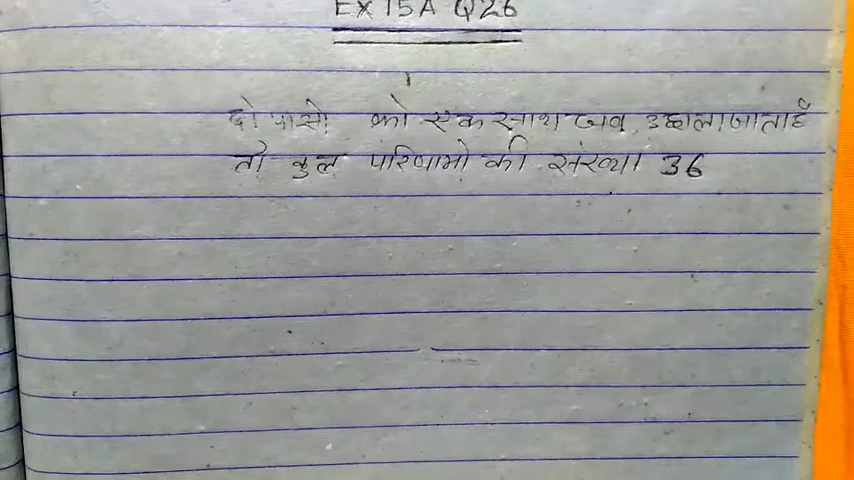 EX 15A Q26
दो पासो को एक साथ जब उछाला जाता है
तो कुल परिणामो की संख्या 36